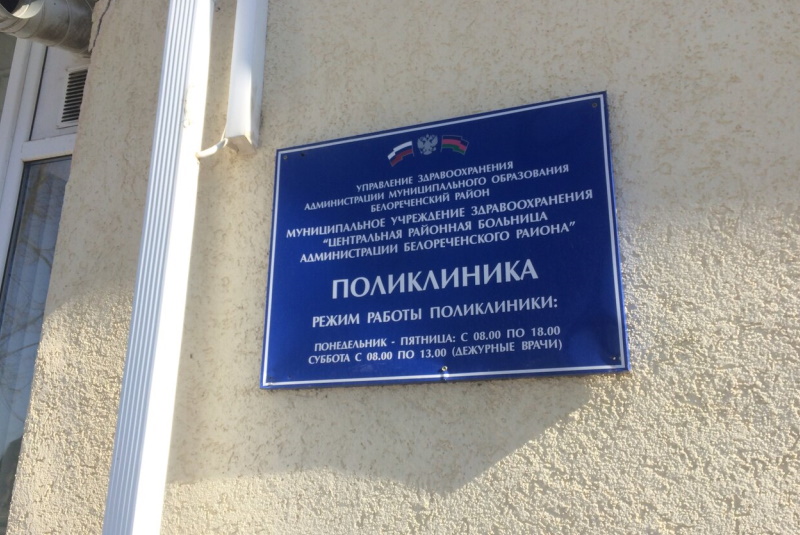 УПРАВЛЕНИЕ ЗДРАВООХРАНЕНИЯ
АДМИНИСТРАЦИИ МУНИЦИПАЛЬНОГО ОБРАЗОВАНИЯ
БЕЛОРЕЧЕНСКИЙ РАЙОН
МУНИЦИПАЛЬНОЕ УЧРЕЖДЕНИЕ ЗДРАВООХРАНЕНИЯ
"ЦЕНТРАЛЬНАЯ РАЙОННАЯ БОЛЬНИЦА
АДМИНИСТРАЦИИ БЕЛОРЕЧЕНСКОГО РАИОНА"
ПОЛИКЛИНИКА
РЕЖИМ РАБОТЫ ПОЛИКЛИНИКИ:
ПОНЕДЕЛЬНИК - ПЯТНИЦА: С 08.00 ПО 18.00
СУББОТА С 08.00 ПО 13.00 (ДЕЖУРНЫЕ ВРАЧИ)